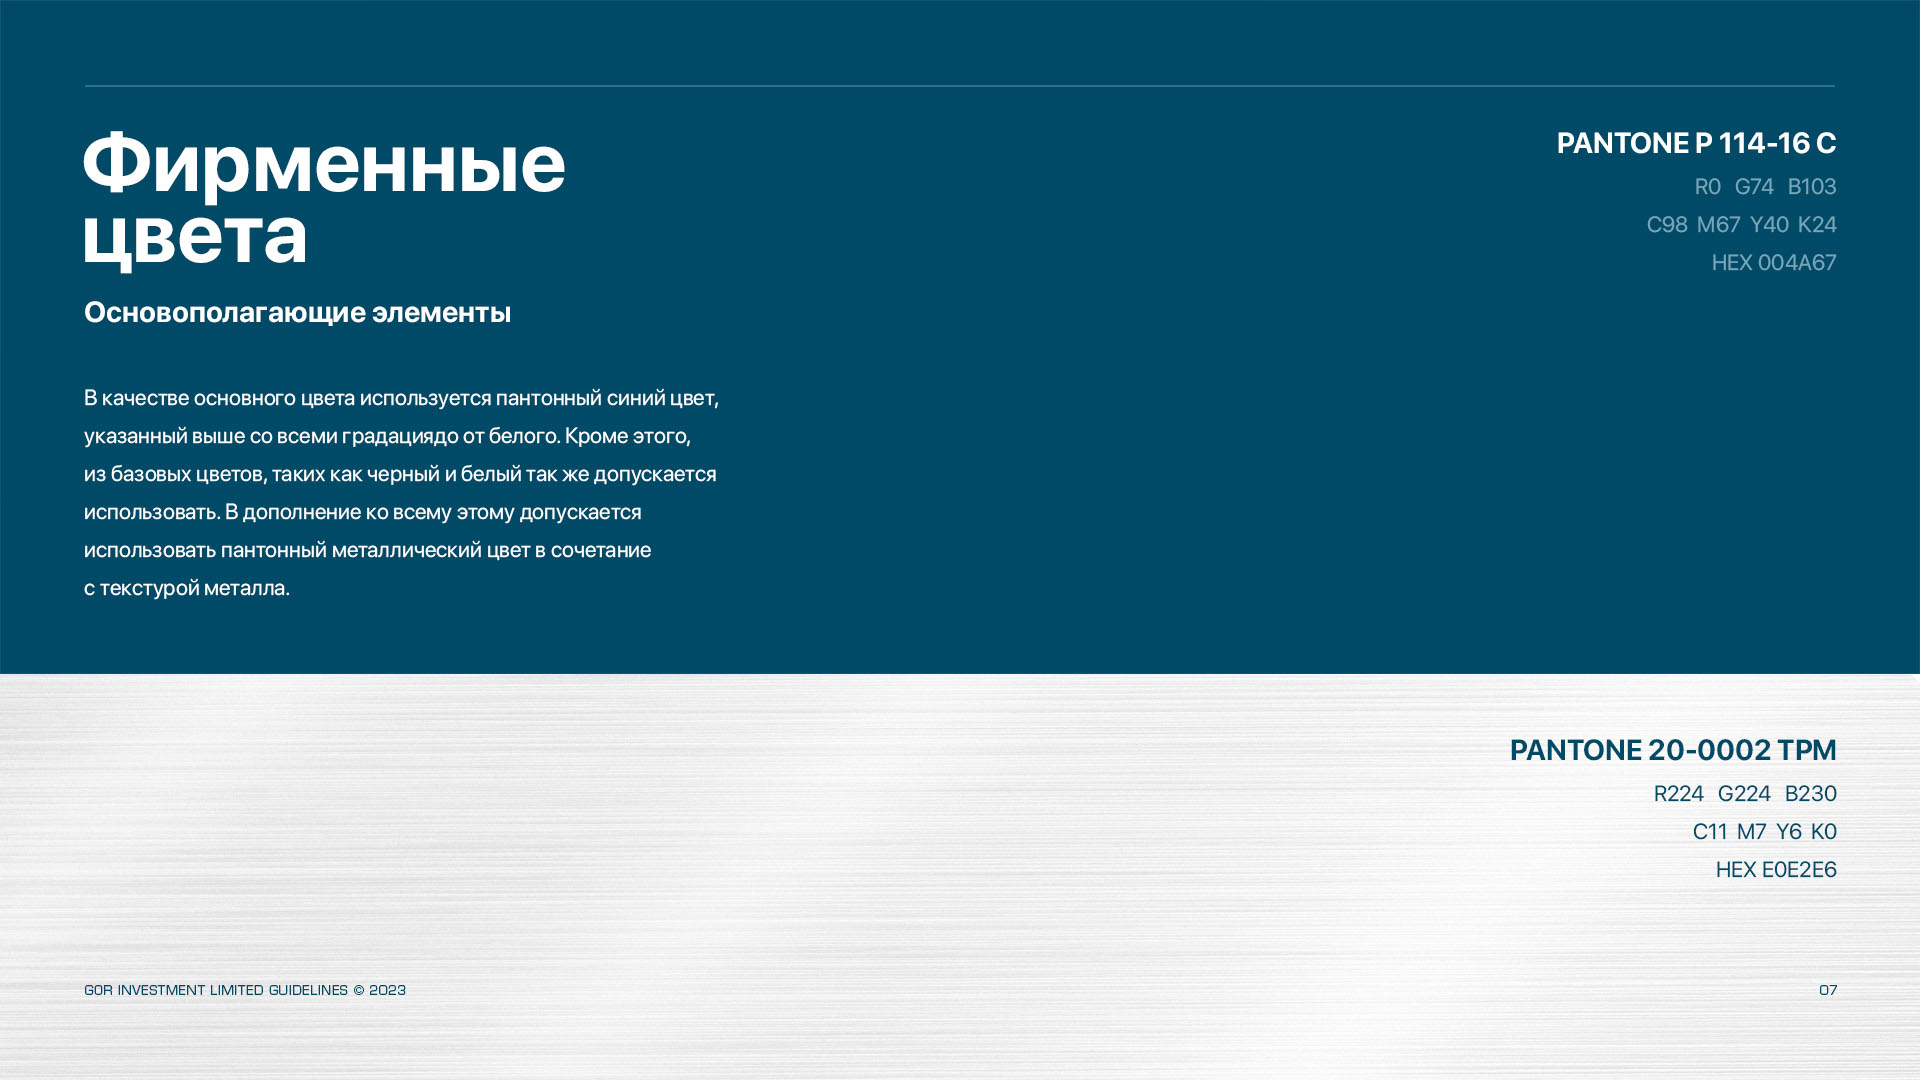 Фирменные
цвета
Основополагающие элементы
В качестве основного цвета используется пантонный синий цвет,
указанный выше со всеми градациядо от белого. Кроме этого,
из базовых цветов, таких как черный и белый так же допускается
использовать. В дополнение ко всему этому допускается
использовать пантонный металлический цвет в сочетание
с текстурой металла.
PANTONE P 114-16 C
R0 G74 B103
C98 M67 Y40 K24
HEX 004A67
PANTONE 20-0002 TPM
R224 G224 B230
C11 M7 Y6 K0
HEX E0E2E6
GOR INVESTMENT LIMITED GUIDELINES © 2023
07